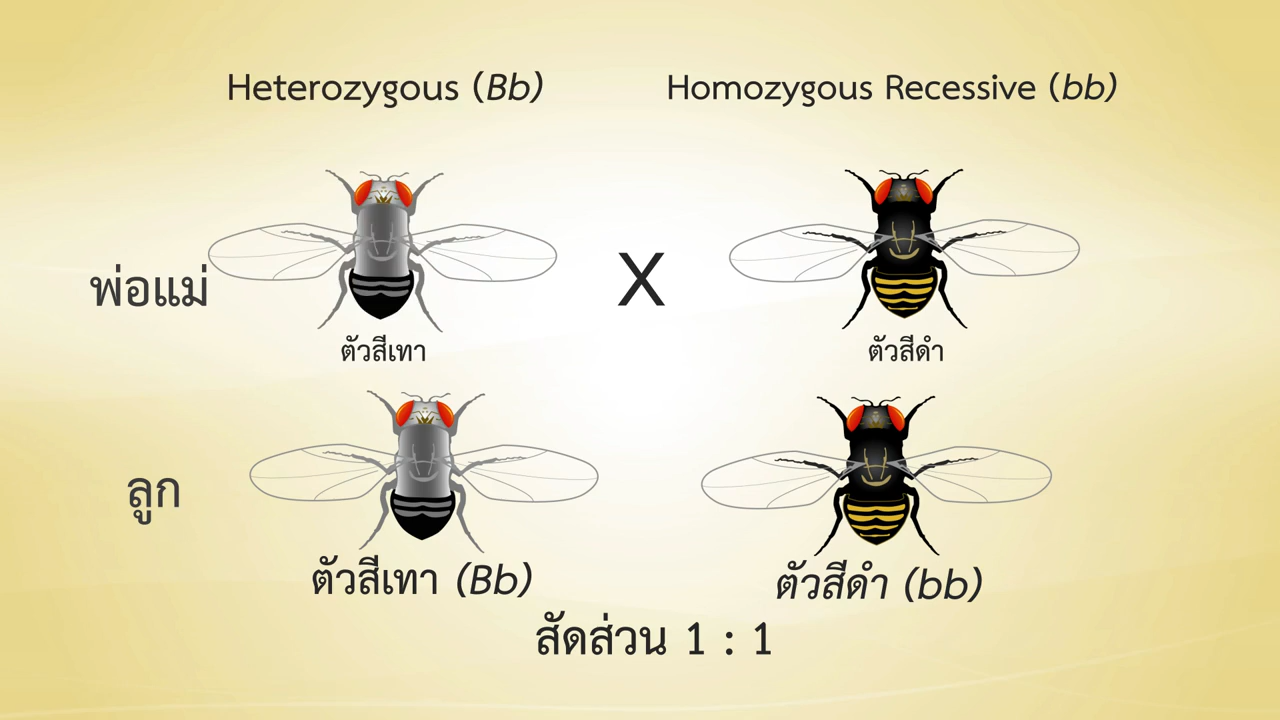 Heterozygous (Bb)
Homozygous Recessive (bb)
พ่อแม่
X
ตัวสีเทา
ตัวสีดำ
ลูก
ตัวสีเทา (Bb)
ตัวสีดำ (bb)
สัดส่วน 1 : 1